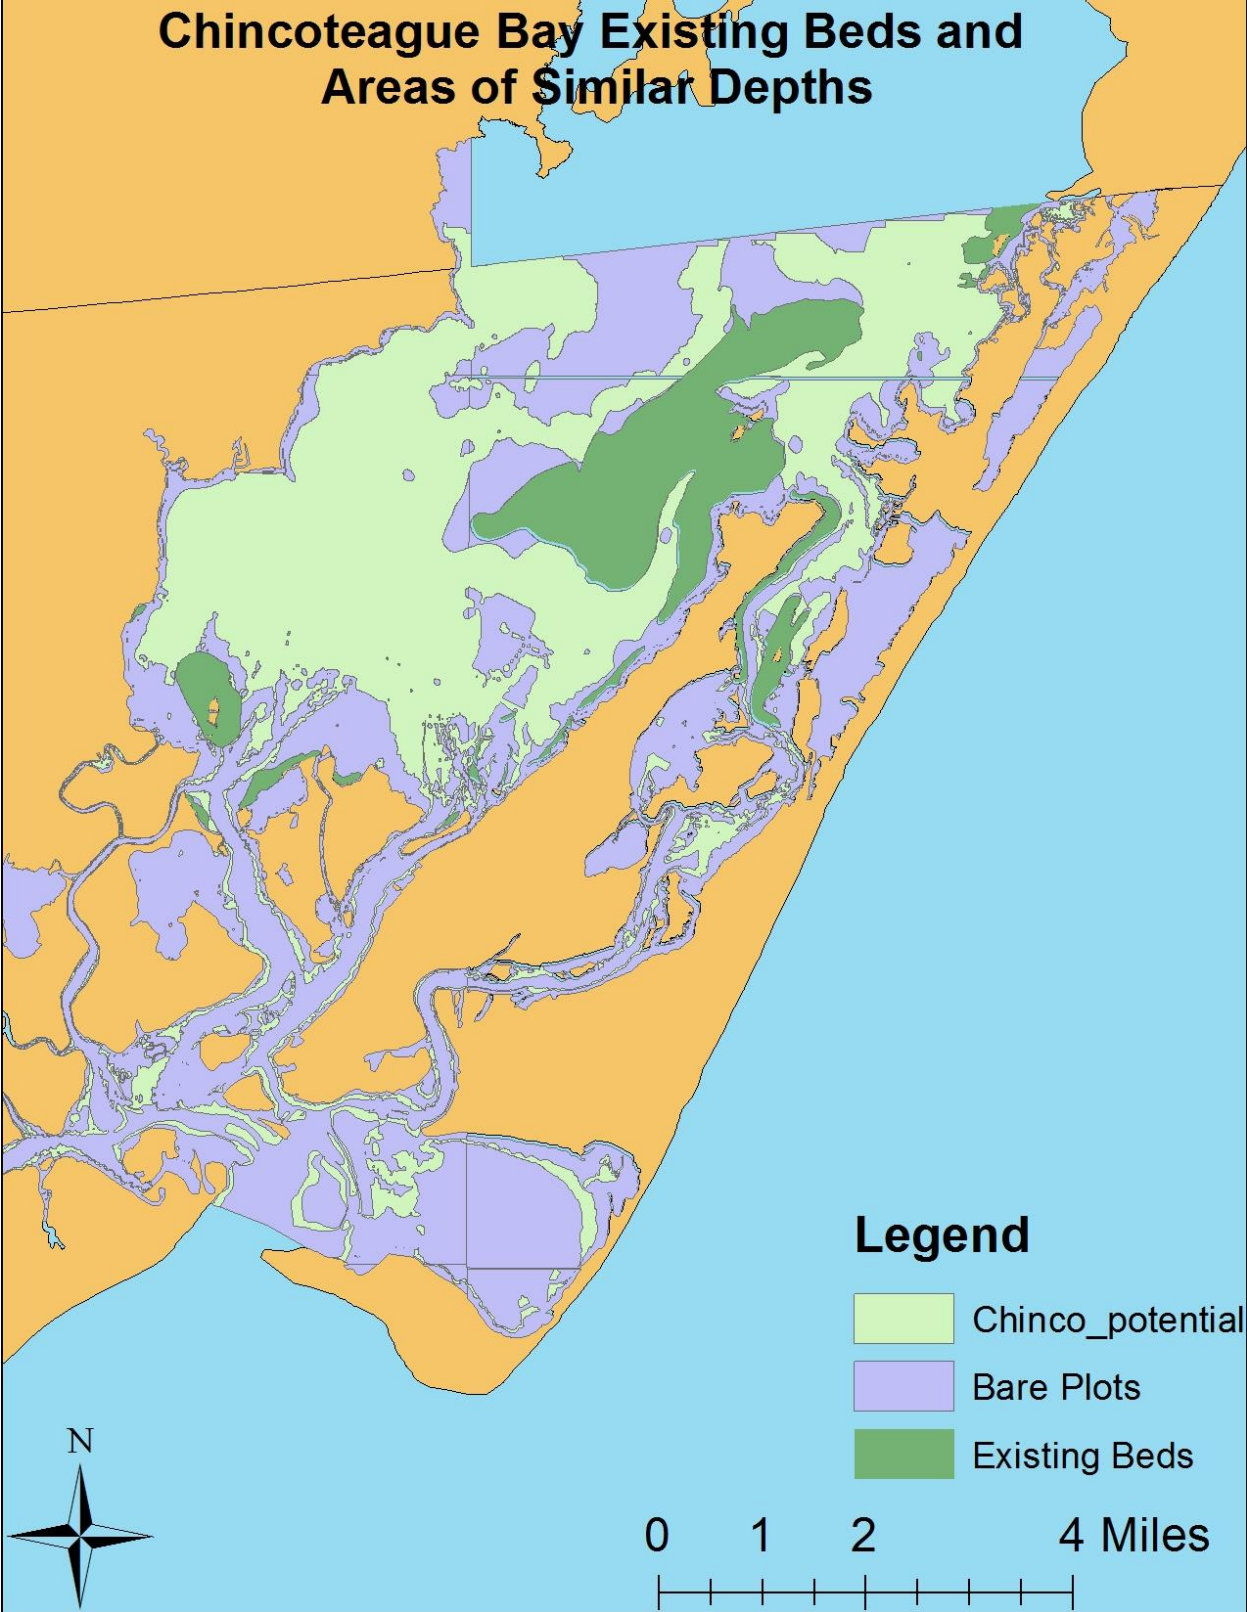 Chincoteague Bay Existing Beds and
Areas of Similar Depths
Legend
Chinco_potential
Bare Plots
Existing Beds
N
0 1 2 4 Miles